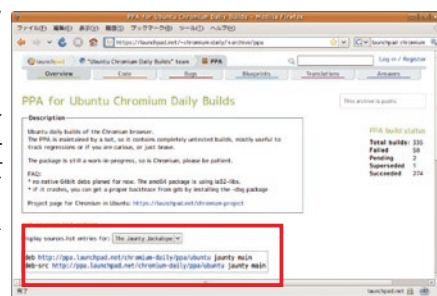 PPA for Ubuntu Chromium Daily Builds - Mozilla Firefox
ファイル(F) 編集(E) 表示(V) 履歴(S) ブックマーク(B) ツール(T) ヘルプ(H)
https://launchpad.net/~chromium-daily/+archive/ppa
launchpad chromium
"Ubuntu Chromium Daily Builds" team
PPA
Log in / Register
Overview Code Bugs Blueprints Translations Answers
PPA for Ubuntu Chromium Daily Builds
This archive is public
Description
Ubuntu daily builds of the Chromium browser.
The PPA is maintained by a bot, so it contains completely untested builds, mostly useful to
track regressions or if you are curious, or just brave.
The package is still a work-in-progress, so is Chromium, please be patient.
FAQ:
* no native 64bit debs planed for now. The amd64 package is using ia32-libs.
* if it crashes, you can get a proper backtrace from gdb by installing the -dbg package
Project page for Chromium in Ubuntu: https://launchpad.net/chromium-project
PPA build status
Total builds: 335
Failed 58
Pending 2
Superseded 1
Succeeded 274
Display sources.list entries for: The Jaunty Jackalope
deb http://ppa.launchpad.net/chromium-daily/ppa/ubuntu jaunty main
deb-src http://ppa.launchpad.net/chromium-daily/ppa/ubuntu jaunty main
完了
launchpad.net